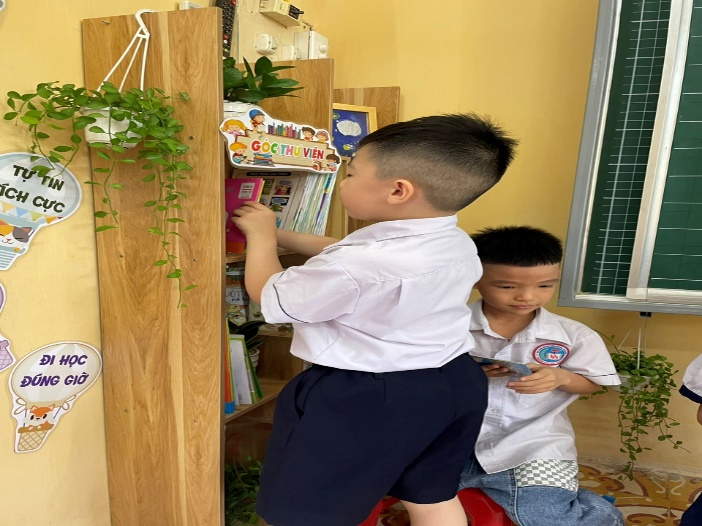 GÓC THƯ VIỆN
TỰ TIN
TÍCH CỰC
ĐI HỌC
ĐÚNG GIỜ